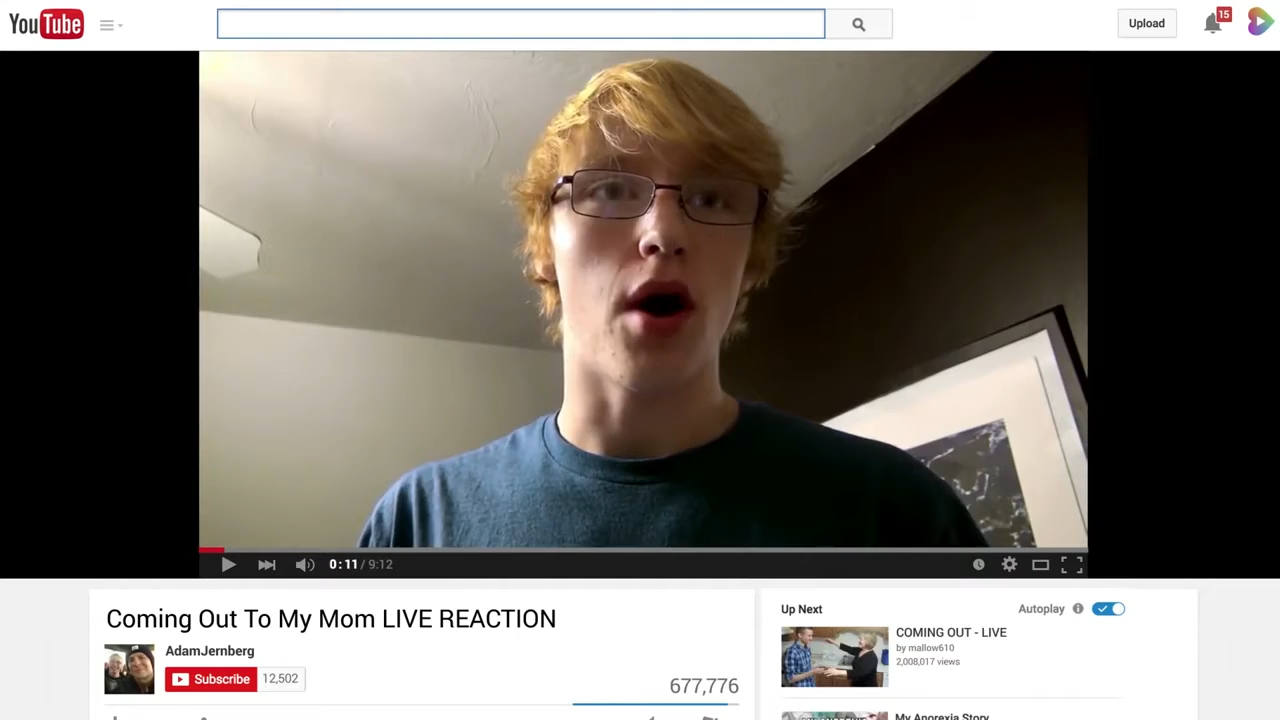 YouTube
Upload
15
0:11 / 9:12
Coming Out To My Mom LIVE REACTION
AdamJernberg
Subscribe 12,502
677,776
Up Next
Autoplay
COMING OUT - LIVE
by mallow610
2,008,017 views
My Anorexia Story